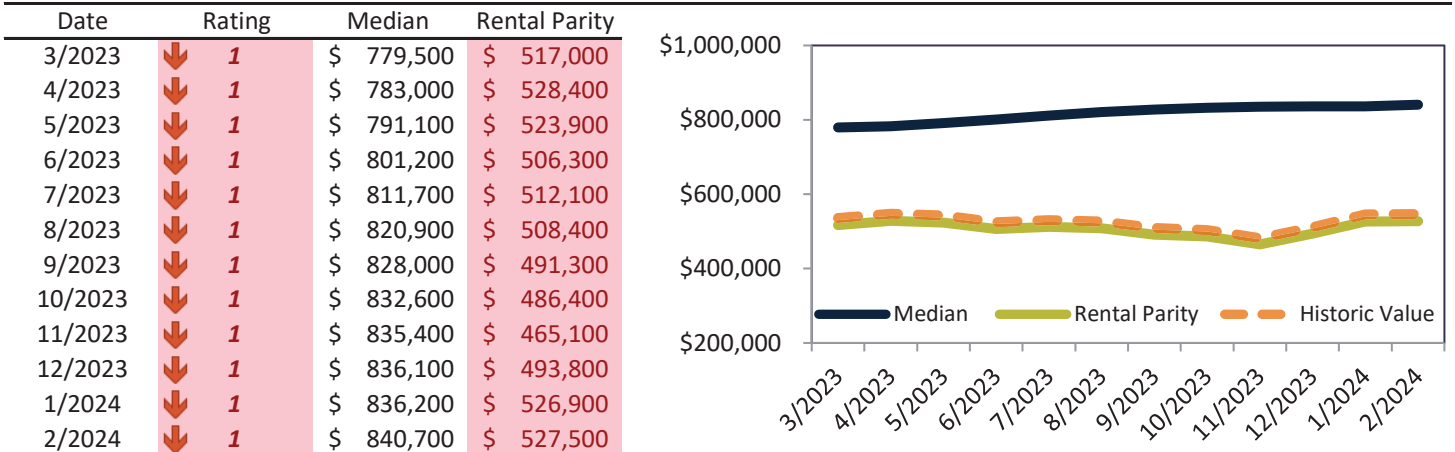 Date Rating Median Rental Parity
3/2023 1 $ 779,500 $ 517,000
4/2023 1 $ 783,000 $ 528,400
5/2023 1 $ 791,100 $ 523,900
6/2023 1 $ 801,200 $ 506,300
7/2023 1 $ 811,700 $ 512,100
8/2023 1 $ 820,900 $ 508,400
9/2023 1 $ 828,000 $ 491,300
10/2023 1 $ 832,600 $ 486,400
11/2023 1 $ 835,400 $ 465,100
12/2023 1 $ 836,100 $ 493,800
1/2024 1 $ 836,200 $ 526,900
2/2024 1 $ 840,700 $ 527,500
$1,000,000
$800,000
$600,000
$400,000
$200,000
Median Rental Parity Historic Value
3/2023 4/2023 5/2023 6/2023 7/2023 8/2023 9/2023 10/2023 11/2023 12/2023 1/2024 2/2024